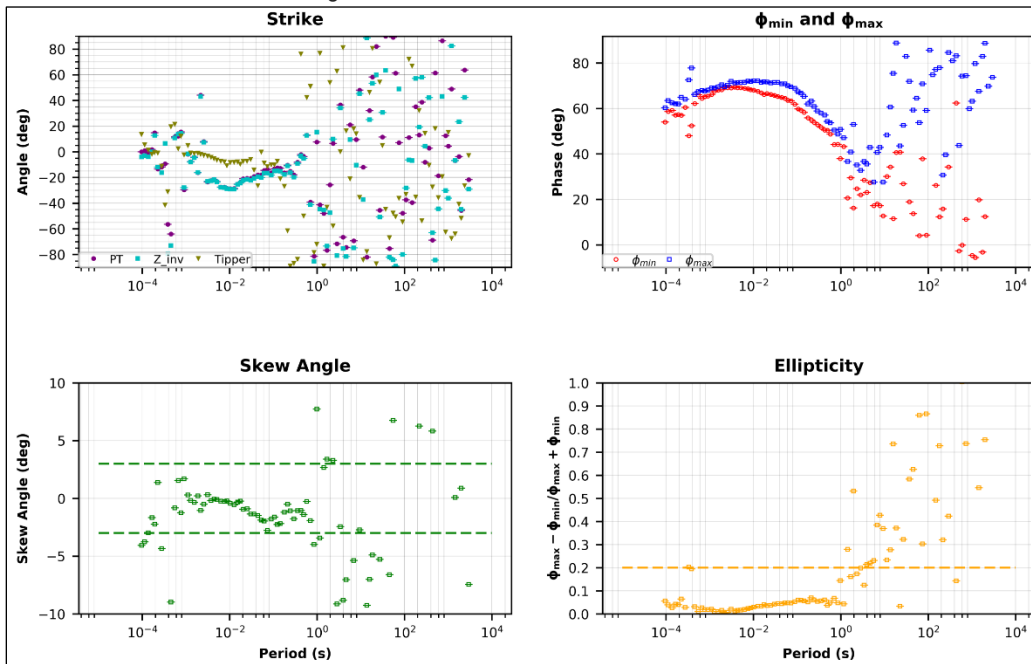 Strike
80
60
40
20
0
−20
−40
−60
−80
Angle (deg)
PT Z_inv Tipper
10⁻⁴ 10⁻² 10⁰ 10² 10⁴
ϕmin and ϕmax
80
60
40
20
0
Phase (deg)
ϕmin ϕmax
10⁻⁴ 10⁻² 10⁰ 10² 10⁴
Skew Angle
10
5
0
−5
−10
Skew Angle (deg)
10⁻⁴ 10⁻² 10⁰ 10² 10⁴
Period (s)
Ellipticity
1.0
0.9
0.8
0.7
0.6
0.5
0.4
0.3
0.2
0.1
0.0
ϕmax − ϕmin/ϕmax + ϕmin
10⁻⁴ 10⁻² 10⁰ 10² 10⁴
Period (s)